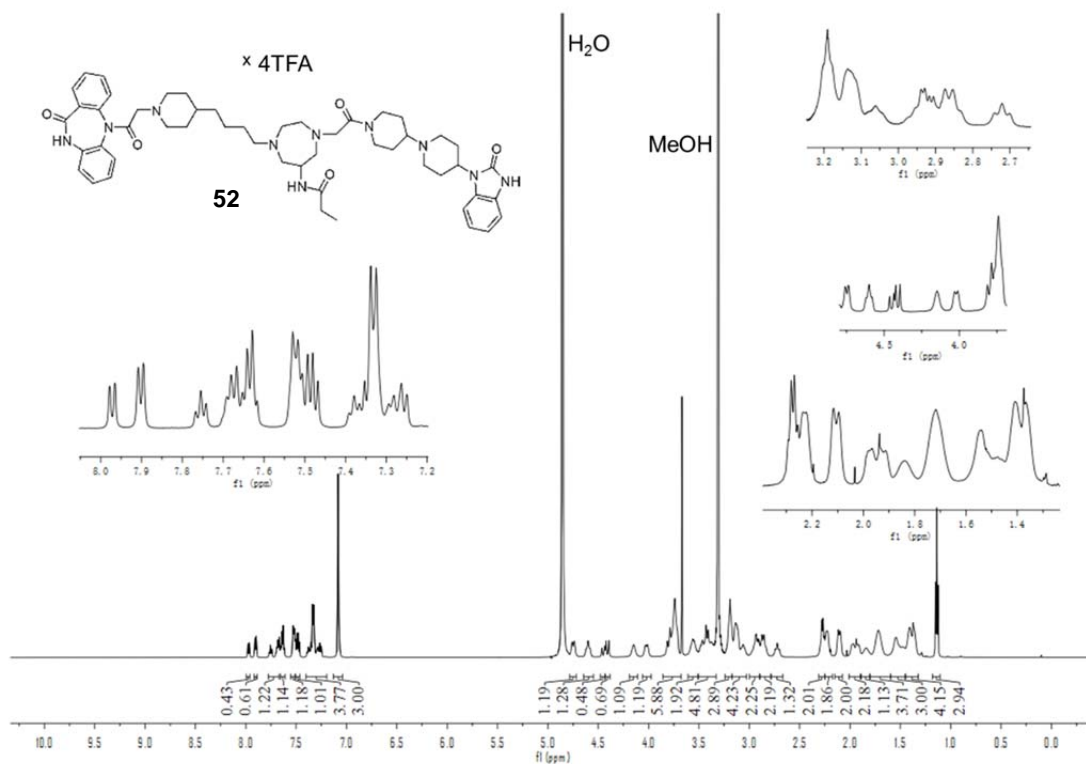 H2O
× 4TFA
MeOH
O
N
N
O
N
HN
O
N
N
O
N
N
O
N
NH
HN
O
52
3.2 3.1 3.0 2.9 2.8 2.7
f1 (ppm)
4.5 4.0
f1 (ppm)
8.0 7.9 7.8 7.7 7.6 7.5 7.4 7.3 7.2
f1 (ppm)
2.2 2.0 1.8 1.6 1.4
f1 (ppm)
0.43 0.61 1.22 1.14 1.18 1.01 3.77 3.00 1.19 1.28 0.48 0.69 1.09 1.19 5.88 1.92 4.81 2.89 4.23 2.25 2.19 1.32 2.01 1.86 2.00 2.18 1.13 3.71 3.00 4.15 2.94
10.0 9.5 9.0 8.5 8.0 7.5 7.0 6.5 6.0 5.5 5.0 4.5 4.0 3.5 3.0 2.5 2.0 1.5 1.0 0.5 0.0
f1 (ppm)